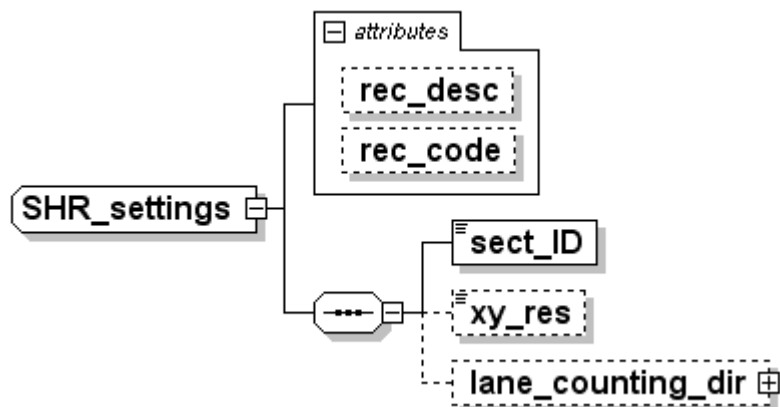 attributes
rec_desc
rec_code
SHR_settings
sect_ID
xy_res
lane_counting_dir